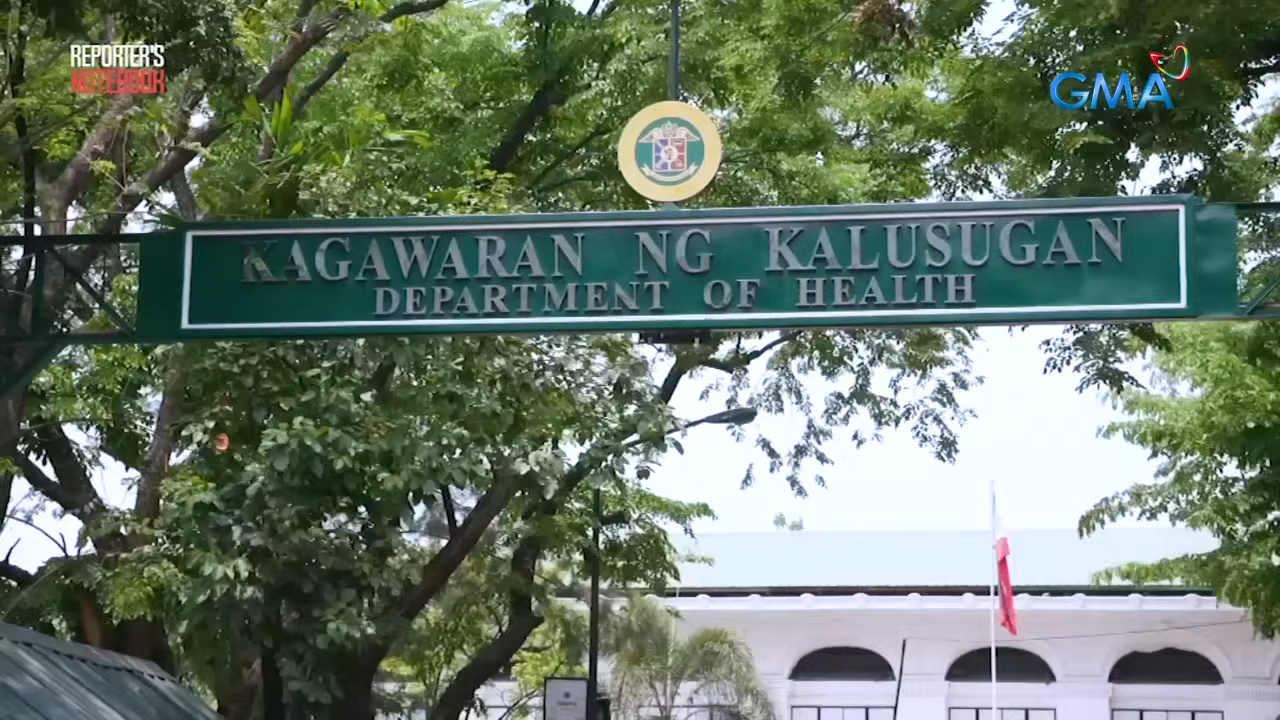 REPORTER'S
NOTEBOOK
GMA
KAGAWARAN NG KALUSUGAN
DEPARTMENT OF HEALTH